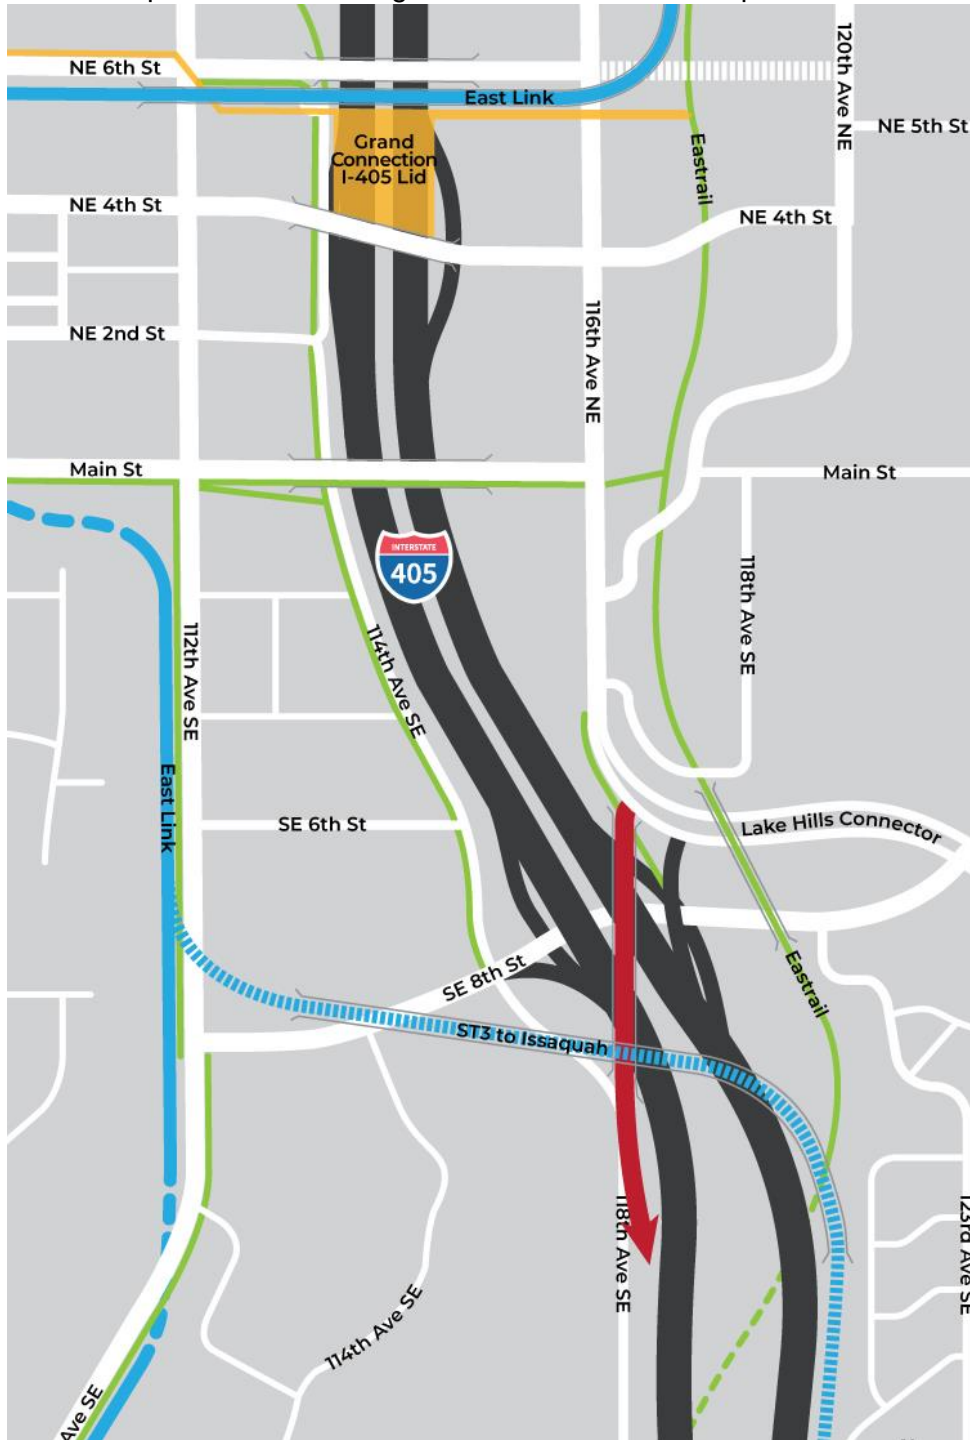 120th Ave NE
NE 6th St
East Link
NE 5th St
Grand
Connection
I-405 Lid
Eastrail
NE 4th St
NE 4th St
NE 2nd St
116th Ave NE
Main St
Main St
INTERSTATE
405
118th Ave SE
112th Ave SE
114th Ave SE
East Link
SE 6th St
Lake Hills Connector
SE 8th St
Eastrail
ST3 to Issaquah
118th Ave SE
123rd Ave SE
114th Ave SE
Ave SE